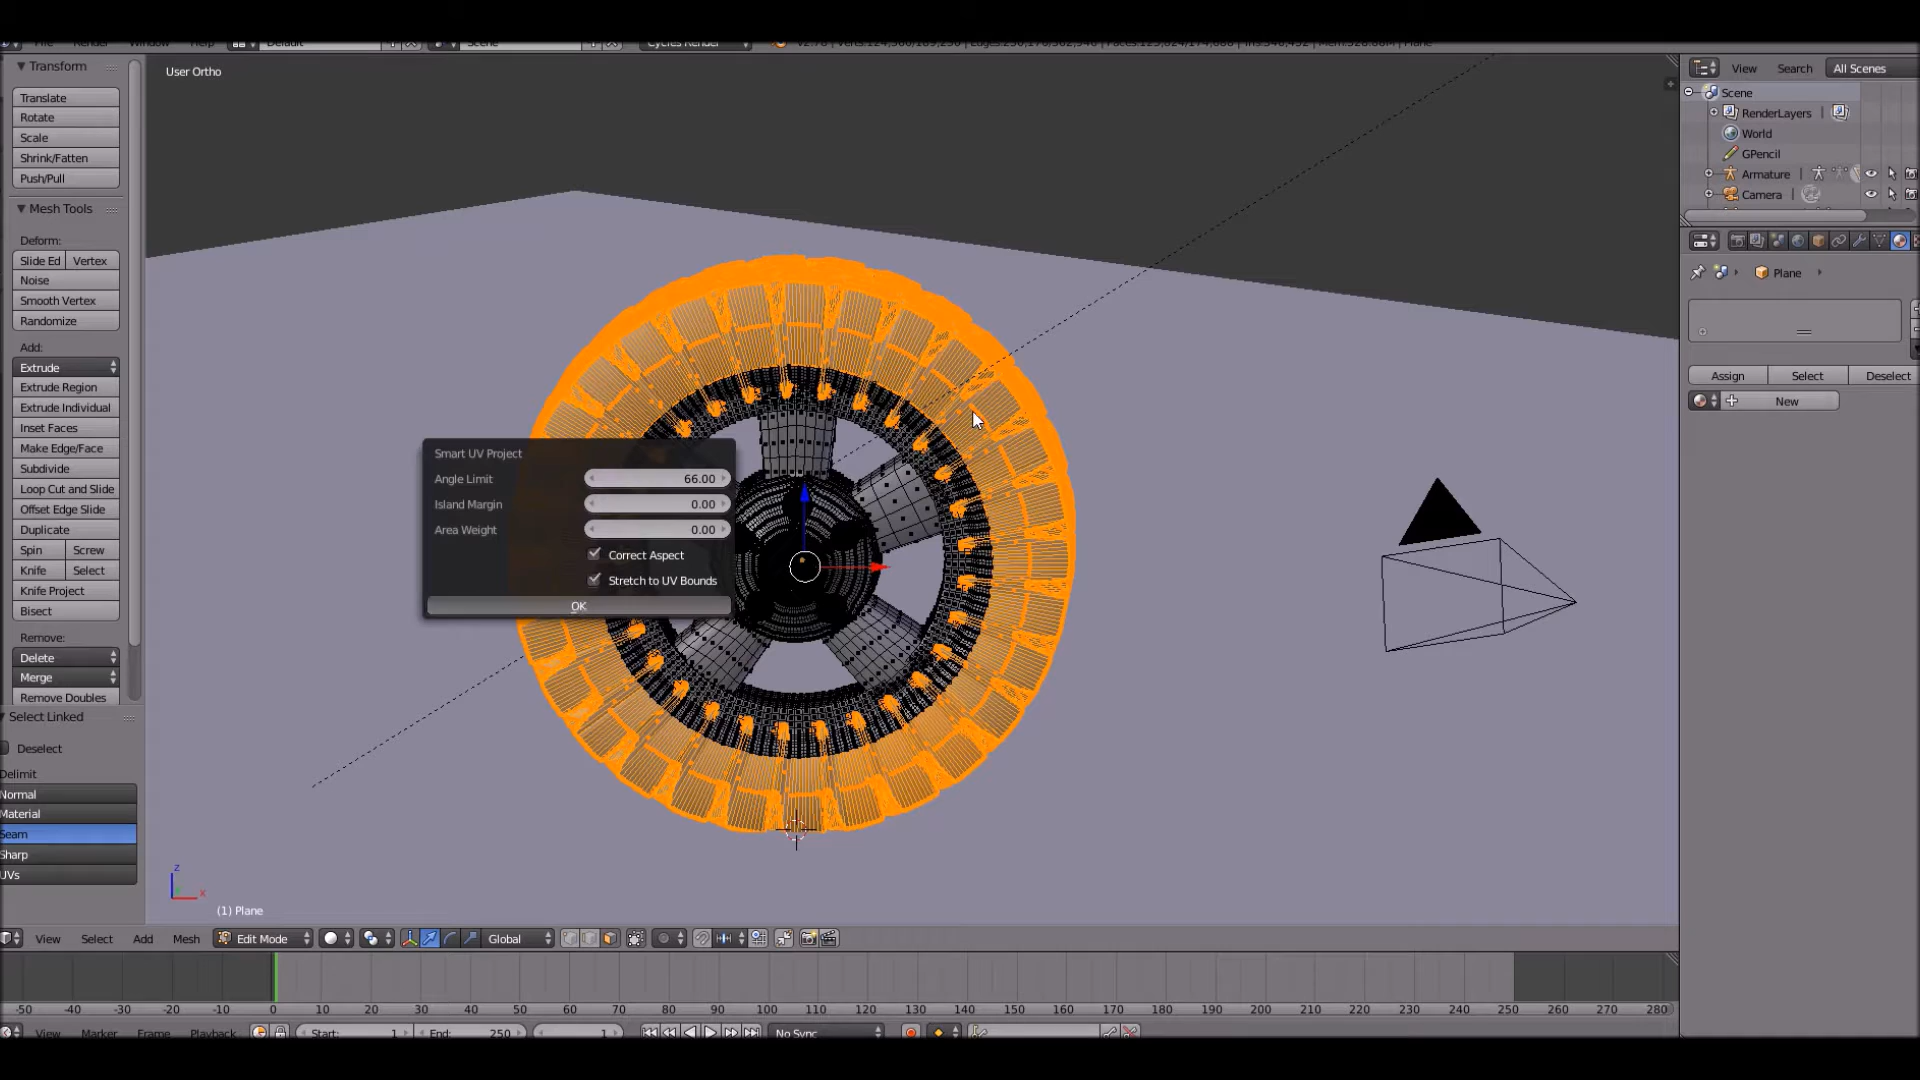 File Render Window Help Default Scene Cycles Render
Transform
User Ortho
View Search All Scenes
Translate
Rotate
Scale
Shrink/Fatten
Push/Pull
Scene
RenderLayers
World
GPencil
Armature
Camera
Mesh Tools
Deform:
Slide Ed Vertex
Noise
Smooth Vertex
Randomize
Plane
Add:
Extrude
Extrude Region
Extrude Individual
Inset Faces
Make Edge/Face
Subdivide
Loop Cut and Slide
Offset Edge Slide
Duplicate
Spin Screw
Knife Select
Knife Project
Bisect
Assign Select Deselect
New
Smart UV Project
Angle Limit 66.00
Island Margin 0.00
Area Weight 0.00
Correct Aspect
Stretch to UV Bounds
OK
Remove:
Delete
Merge
Remove Doubles
Select Linked
Deselect
Delimit
Normal
Material
Seam
Sharp
UVs
z
x
(1) Plane
View Select Add Mesh Edit Mode Global
-50 -40 -30 -20 -10 0 10 20 30 40 50 60 70 80 90 100 110 120 130 140 150 160 170 180 190 200 210 220 230 240 250 260 270 280
View Marker Frame Playback Start: 1 End: 250 1 No Sync